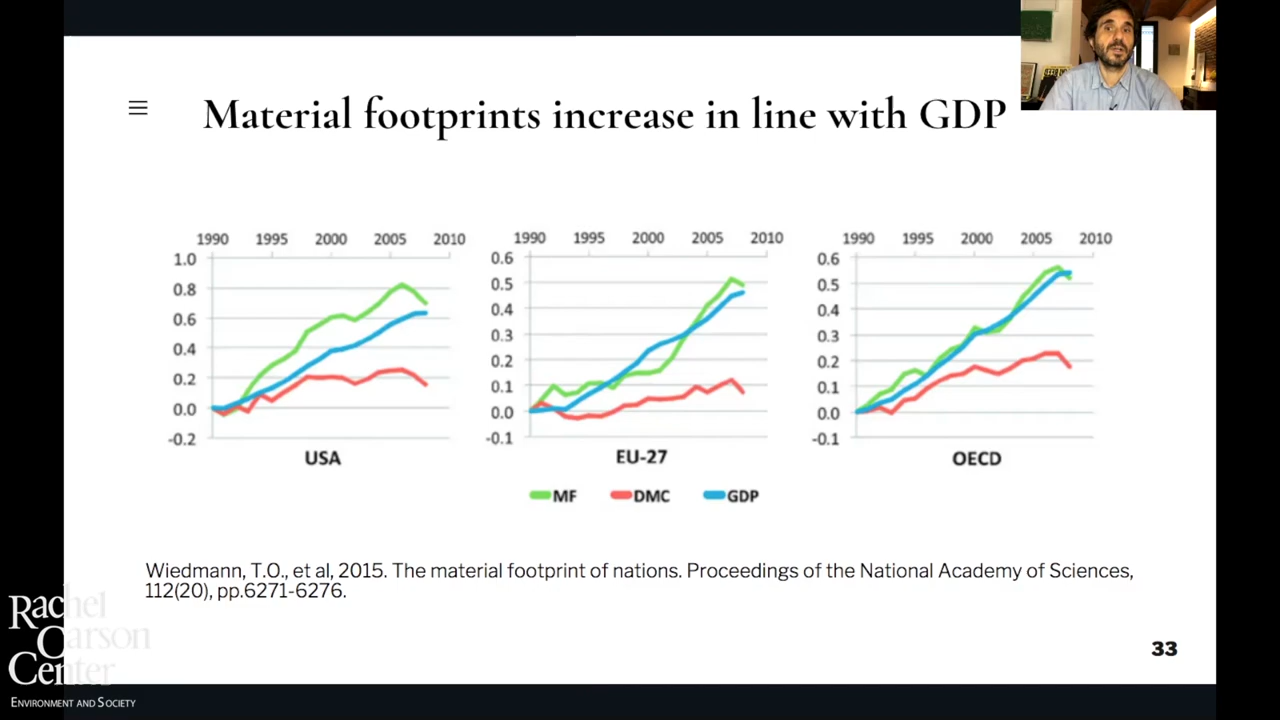 Material footprints increase in line with GDP
1990 1995 2000 2005 2010
1.0
0.8
0.6
0.4
0.2
0.0
-0.2
USA
1990 1995 2000 2005 2010
0.6
0.5
0.4
0.3
0.2
0.1
0.0
-0.1
EU-27
1990 1995 2000 2005 2010
0.6
0.5
0.4
0.3
0.2
0.1
0.0
-0.1
OECD
MF DMC GDP
Wiedmann, T.O., et al, 2015. The material footprint of nations. Proceedings of the National Academy of Sciences,
112(20), pp.6271-6276.
33
Rachel
Carson
Center
ENVIRONMENT AND SOCIETY